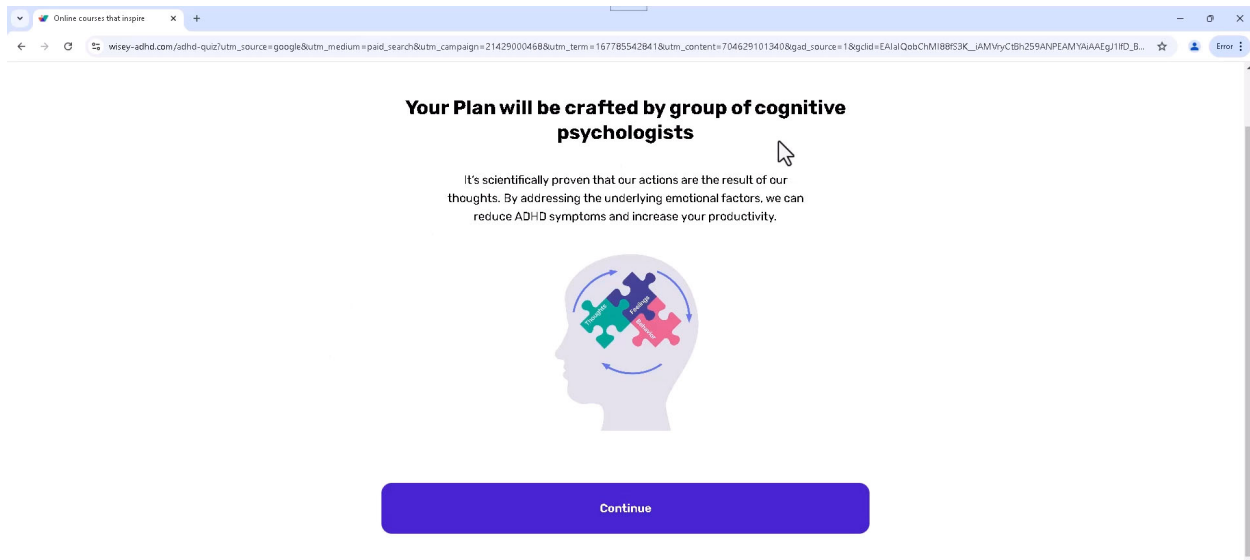 Online courses that inspire
wisey-adhd.com/adhd-quiz?utm_source=google&utm_medium=paid_search&utm_campaign=21429000468&utm_term=167785542841&utm_content=704629101340&gad_source=1&gclid=EAIaIQobChMI88fS3K__iAMVryCtBh259ANPEAMYAiAAEgJ1IfD_B...
Error
Your Plan will be crafted by group of cognitive
psychologists
It's scientifically proven that our actions are the result of our
thoughts. By addressing the underlying emotional factors, we can
reduce ADHD symptoms and increase your productivity.
Thoughts
Feelings
Behavior
Continue